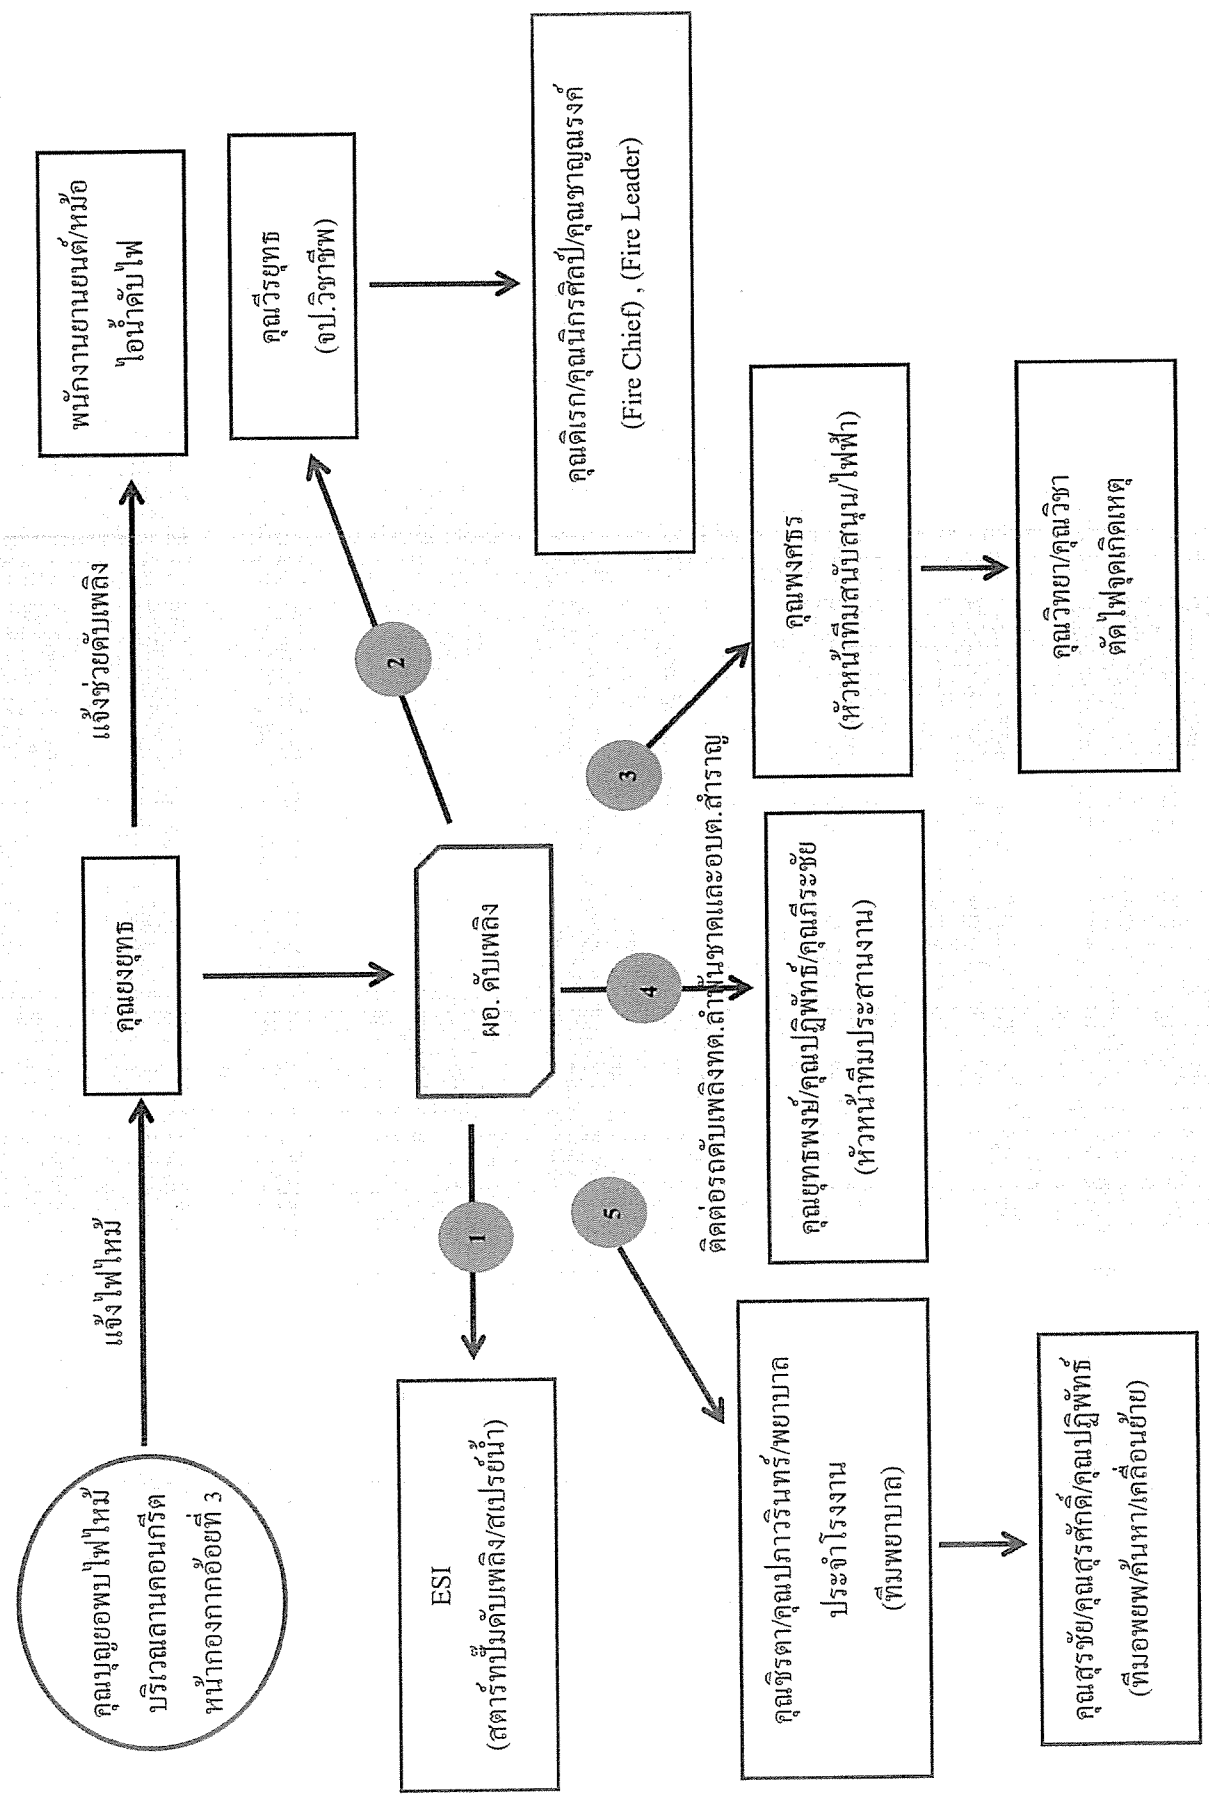 คุณบุญยอพบไฟไหม้
บริเวณลานคอนกรีต
หน้ากองกากอ้อยที่ 3
แจ้งไฟไหม้
คุณยงยุทธ
แจ้งช่วยดับเพลิง
พนักงานยานยนต์/หม้อ
ไอน้ำดับไฟ
ผอ. ดับเพลิง
1
ESI
(สตาร์ทปั๊มดับเพลิง/สเปรย์น้ำ)
2
คุณวีรยุทธ
(จป.วิชาชีพ)
คุณดิเรก/คุณนิกรศิลป์/คุณชาญณรงค์
(Fire Chief) , (Fire Leader)
3
คุณพงศธร
(หัวหน้าทีมสนับสนุน/ไฟฟ้า)
คุณวิทยา/คุณวิชา
ตัดไฟจุดเกิดเหตุ
4
ติดต่อรถดับเพลิงทต.ลำพันชาดและอบต.สำราญ
คุณยุทธพงษ์/คุณปฏิพัทธ์/คุณภีระชัย
(หัวหน้าทีมประสานงาน)
5
คุณชิรตา/คุณปภาวรินทร์/พยาบาล
ประจำโรงงาน
(ทีมพยาบาล)
คุณสุรชัย/คุณสุรศักดิ์/คุณปฏิพัทธ์
(ทีมอพยพ/ค้นหา/เคลื่อนย้าย)